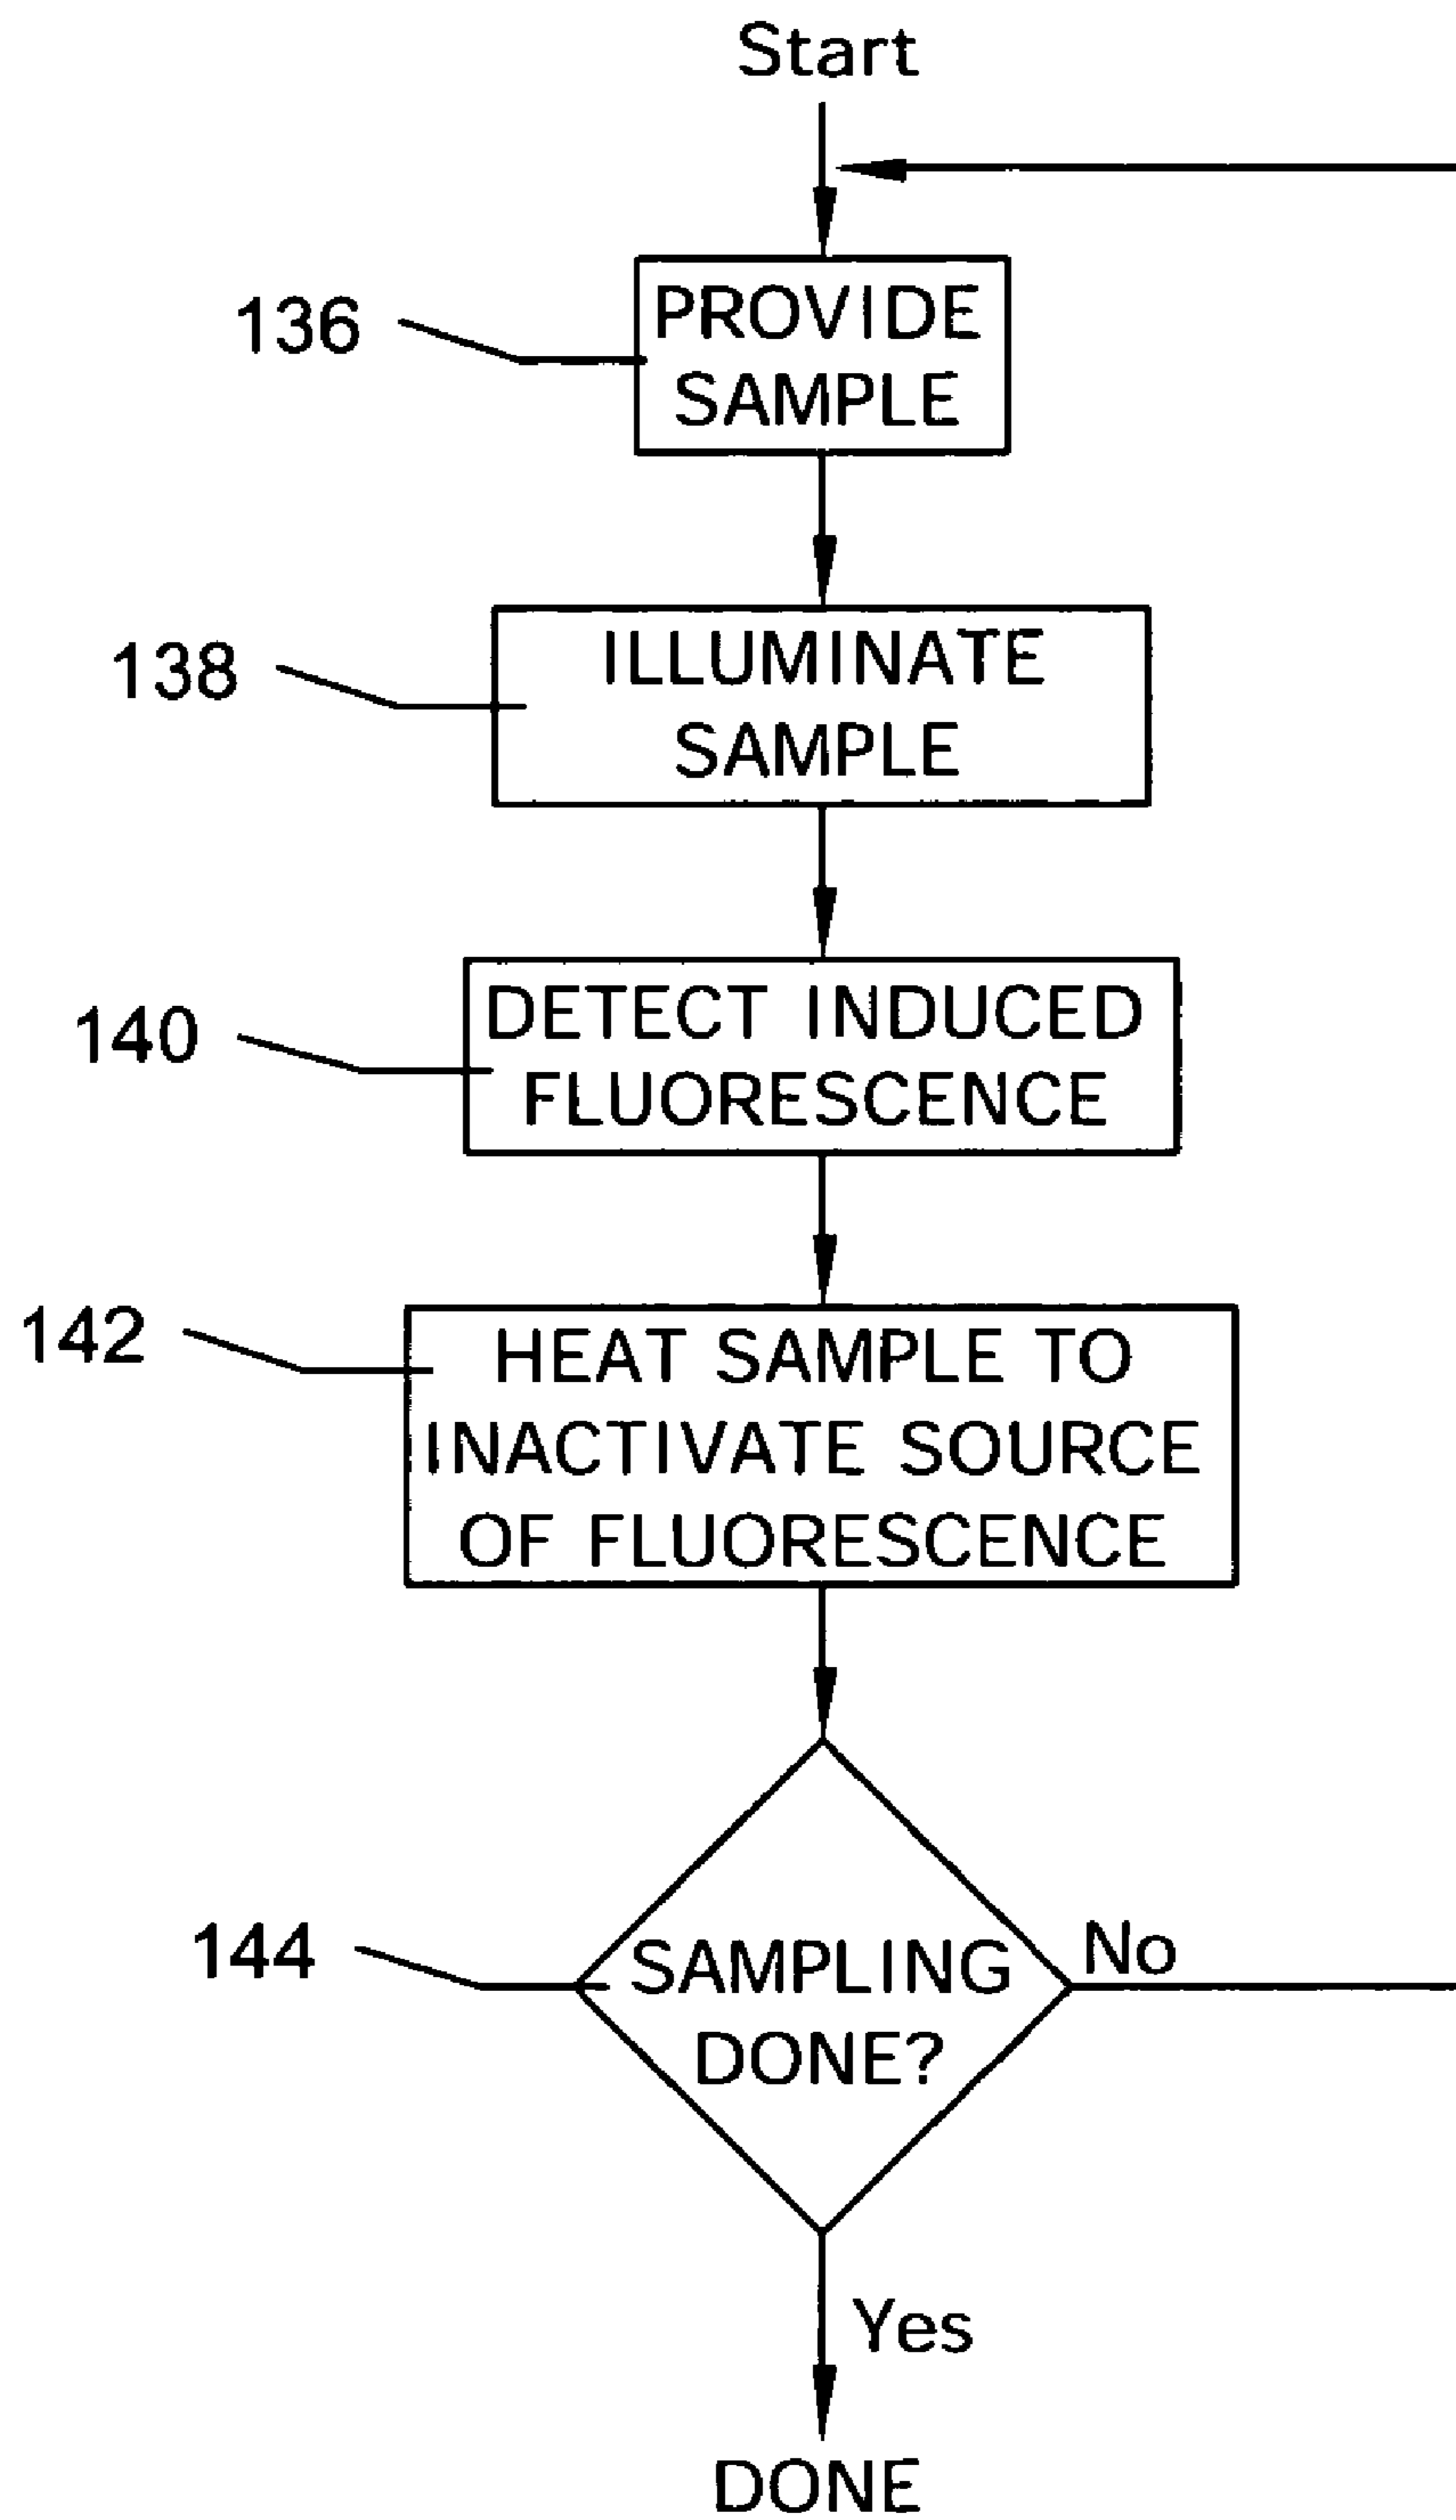 Start
136
PROVIDE
SAMPLE
138
ILLUMINATE
SAMPLE
140
DETECT INDUCED
FLUORESCENCE
142
HEAT SAMPLE TO
INACTIVATE SOURCE
OF FLUORESCENCE
144
SAMPLING
DONE?
No
Yes
DONE